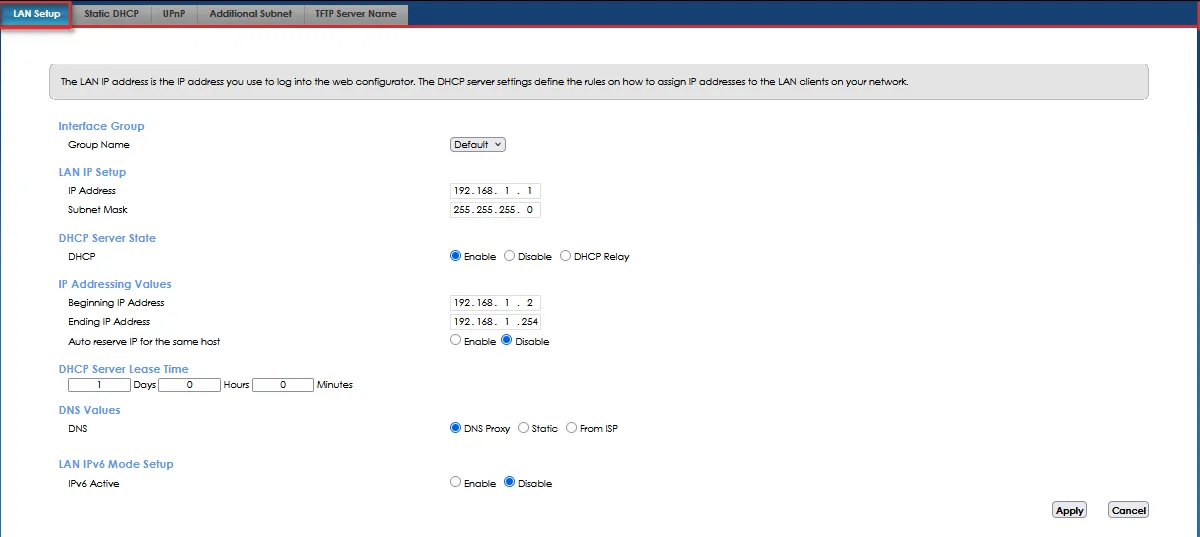 LAN Setup Static DHCP UPnP Additional Subnet TFTP Server Name
The LAN IP address is the IP address you use to log into the web configurator. The DHCP server settings define the rules on how to assign IP addresses to the LAN clients on your network.
Interface Group
Group Name Default
LAN IP Setup
IP Address 192.168. 1 . 1
Subnet Mask 255.255.255. 0
DHCP Server State
DHCP Enable Disable DHCP Relay
IP Addressing Values
Beginning IP Address 192.168. 1 . 2
Ending IP Address 192.168. 1 .254
Auto reserve IP for the same host Enable Disable
DHCP Server Lease Time
1 Days 0 Hours 0 Minutes
DNS Values
DNS DNS Proxy Static From ISP
LAN IPv6 Mode Setup
IPv6 Active Enable Disable
Apply Cancel